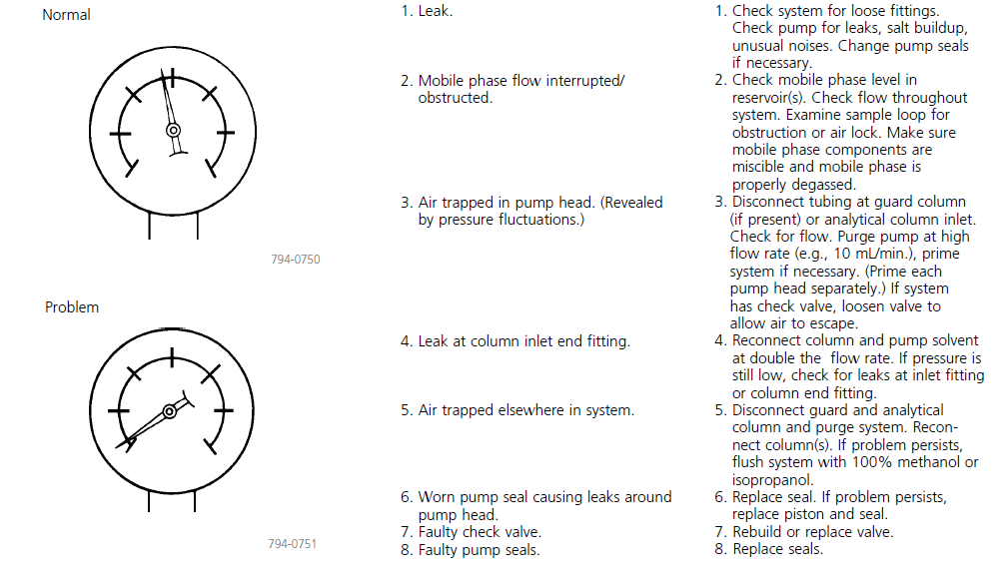 Normal
794-0750
Problem
794-0751
1. Leak.
2. Mobile phase flow interrupted/
obstructed.
3. Air trapped in pump head. (Revealed
by pressure fluctuations.)
4. Leak at column inlet end fitting.
5. Air trapped elsewhere in system.
6. Worn pump seal causing leaks around
pump head.
7. Faulty check valve.
8. Faulty pump seals.
1. Check system for loose fittings.
Check pump for leaks, salt buildup,
unusual noises. Change pump seals
if necessary.
2. Check mobile phase level in
reservoir(s). Check flow throughout
system. Examine sample loop for
obstruction or air lock. Make sure
mobile phase components are
miscible and mobile phase is
properly degassed.
3. Disconnect tubing at guard column
(if present) or analytical column inlet.
Check for flow. Purge pump at high
flow rate (e.g., 10 mL/min.), prime
system if necessary. (Prime each
pump head separately.) If system
has check valve, loosen valve to
allow air to escape.
4. Reconnect column and pump solvent
at double the flow rate. If pressure is
still low, check for leaks at inlet fitting
or column end fitting.
5. Disconnect guard and analytical
column and purge system. Recon-
nect column(s). If problem persists,
flush system with 100% methanol or
isopropanol.
6. Replace seal. If problem persists,
replace piston and seal.
7. Rebuild or replace valve.
8. Replace seals.